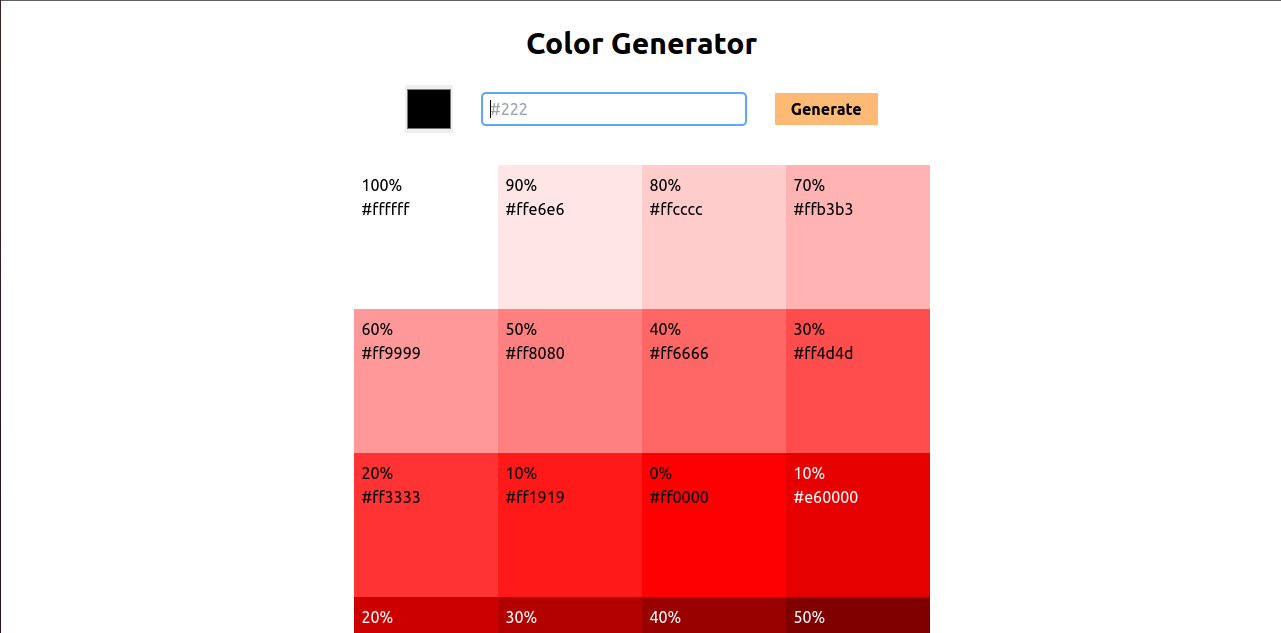 Color Generator
#222
Generate
100%
#ffffff
90%
#ffe6e6
80%
#ffcccc
70%
#ffb3b3
60%
#ff9999
50%
#ff8080
40%
#ff6666
30%
#ff4d4d
20%
#ff3333
10%
#ff1919
0%
#ff0000
10%
#e60000
20%
30%
40%
50%